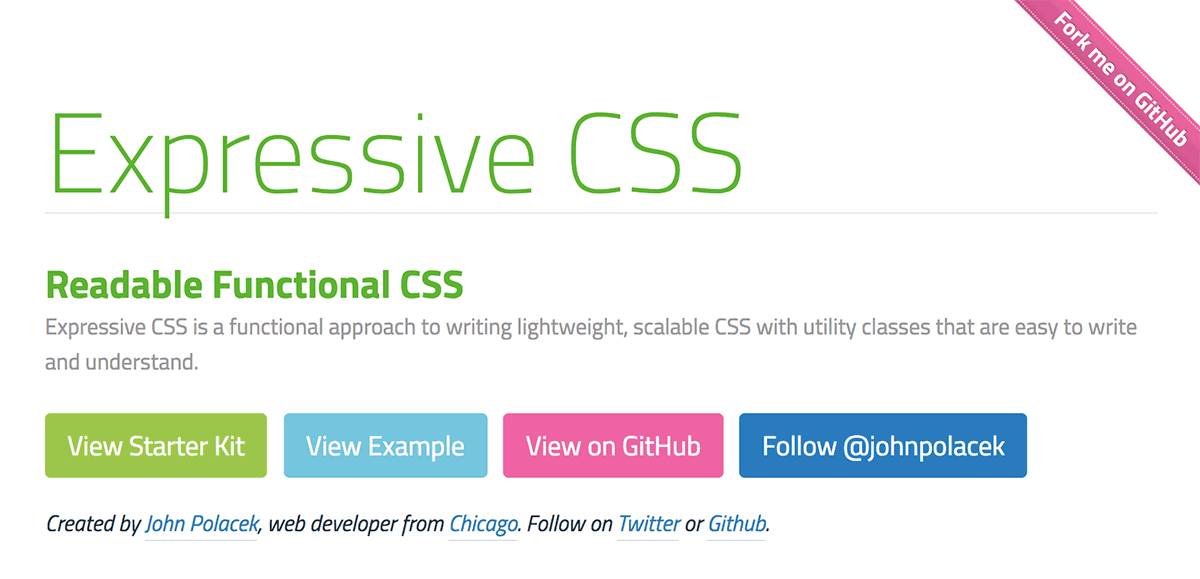 Fork me on GitHub
Expressive CSS
Readable Functional CSS
Expressive CSS is a functional approach to writing lightweight, scalable CSS with utility classes that are easy to write
and understand.
View Starter Kit
View Example
View on GitHub
Follow @johnpolacek
Created by John Polacek, web developer from Chicago. Follow on Twitter or Github.